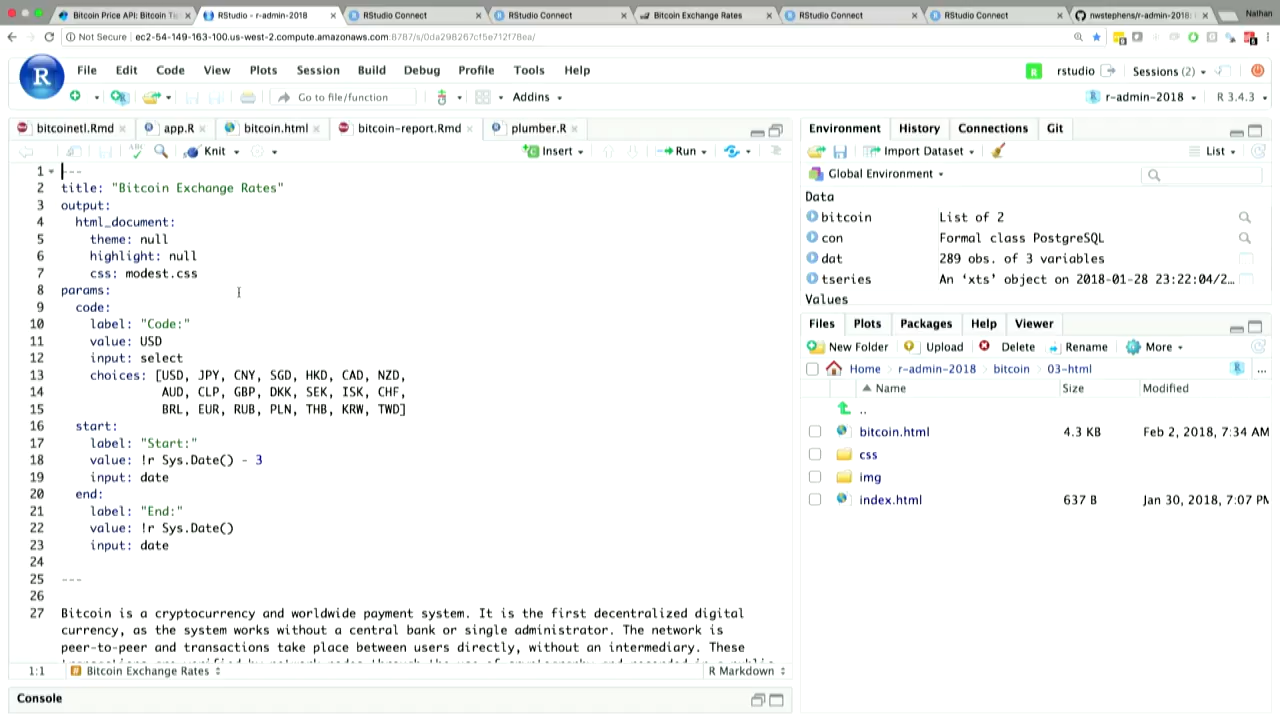 Bitcoin Price API: Bitcoin Ti
RStudio - r-admin-2018
RStudio Connect
RStudio Connect
Bitcoin Exchange Rates
RStudio Connect
RStudio Connect
nwstephens/r-admin-2018:
Nathan
Not Secure
R
File Edit Code View Plots Session Build Debug Profile Tools Help
R rstudio Sessions (2)
Go to file/function
Addins
r-admin-2018 R 3.4.3
bitcoinetl.Rmd app.R bitcoin.html bitcoin-report.Rmd plumber.R
ABC Knit Insert Run
1 ---
2 title: "Bitcoin Exchange Rates"
3 output:
4 html_document:
5 theme: null
6 highlight: null
7 css: modest.css
8 params:
9 code:
10 label: "Code:"
11 value: USD
12 input: select
13 choices: [USD, JPY, CNY, SGD, HKD, CAD, NZD,
14 AUD, CLP, GBP, DKK, SEK, ISK, CHF,
15 BRL, EUR, RUB, PLN, THB, KRW, TWD]
16 start:
17 label: "Start:"
18 value: !r Sys.Date() - 3
19 input: date
20 end:
21 label: "End:"
22 value: !r Sys.Date()
23 input: date
24
25 ---
26
27 Bitcoin is a cryptocurrency and worldwide payment system. It is the first decentralized digital
currency, as the system works without a central bank or single administrator. The network is
peer-to-peer and transactions take place between users directly, without an intermediary. These
1:1 Bitcoin Exchange Rates R Markdown
Console
Environment History Connections Git
Import Dataset List
Global Environment
Data
bitcoin List of 2
con Formal class PostgreSQL
dat 289 obs. of 3 variables
tseries An ‘xts’ object on 2018-01-28 23:22:04/2…
Values
Files Plots Packages Help Viewer
New Folder Upload Delete Rename More
Home r-admin-2018 bitcoin 03-html ...
Name Size Modified
..
bitcoin.html 4.3 KB Feb 2, 2018, 7:34 AM
css
img
index.html 637 B Jan 30, 2018, 7:07 PM